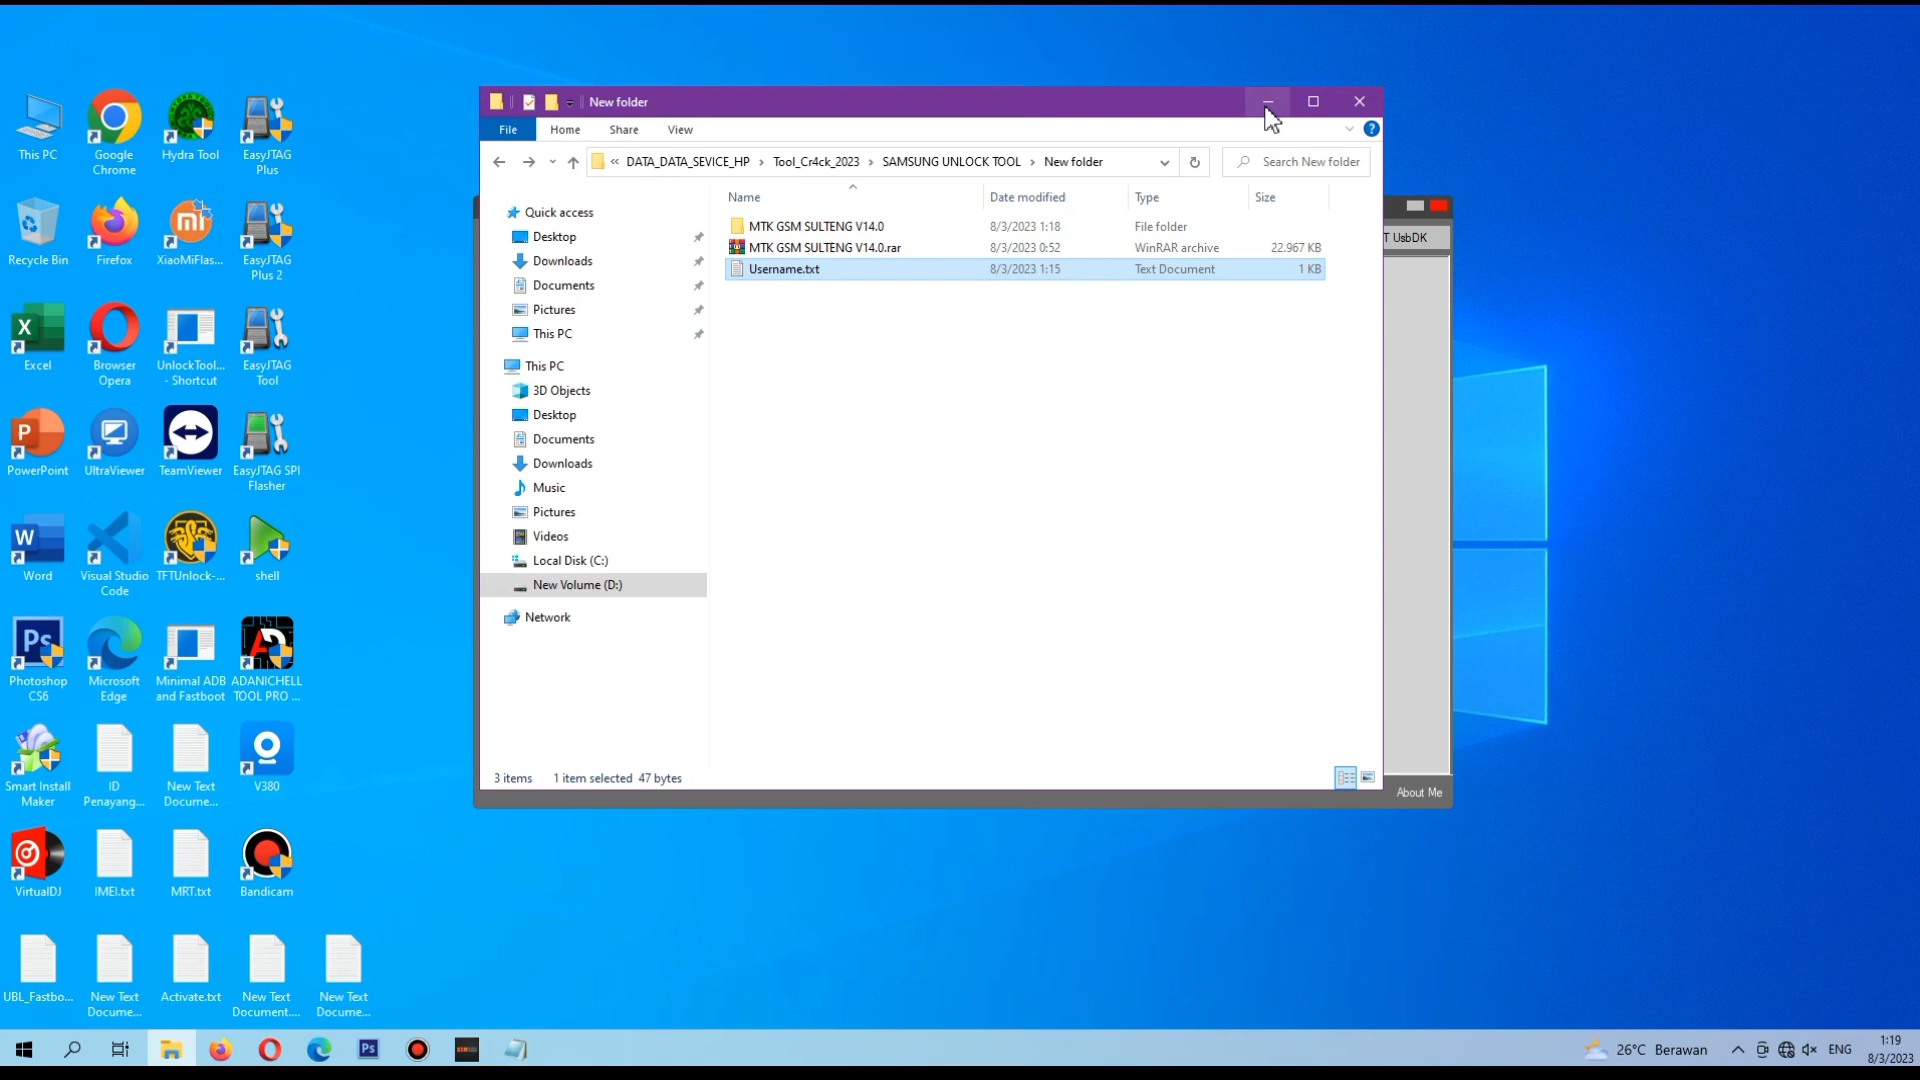 This PC
Google
Chrome
Hydra Tool
EasyJTAG
Plus
Recycle Bin
Firefox
XiaoMiFlas...
EasyJTAG
Plus 2
Excel
Browser
Opera
UnlockTool...
- Shortcut
EasyJTAG
Tool
PowerPoint
UltraViewer
TeamViewer
EasyJTAG SPI
Flasher
Word
Visual Studio
Code
TFTUnlock-...
shell
Photoshop
CS6
Microsoft
Edge
Minimal ADB
and Fastboot
ADANICHELL
TOOL PRO ...
Smart Install
Maker
ID
Penayang...
New Text
Docume...
V380
VirtualDJ
IMEI.txt
MRT.txt
Bandicam
UBL_Fastbo...
New Text
Docume...
Activate.txt
New Text
Document....
New Text
Docume...
New folder
File Home Share View
« DATA_DATA_SEVICE_HP › Tool_Cr4ck_2023 › SAMSUNG UNLOCK TOOL › New folder
Search New folder
Name Date modified Type Size
MTK GSM SULTENG V14.0 8/3/2023 1:18 File folder
MTK GSM SULTENG V14.0.rar 8/3/2023 0:52 WinRAR archive 22.967 KB
Username.txt 8/3/2023 1:15 Text Document 1 KB
Quick access
Desktop
Downloads
Documents
Pictures
This PC
This PC
3D Objects
Desktop
Documents
Downloads
Music
Pictures
Videos
Local Disk (C:)
New Volume (D:)
Network
3 items 1 item selected 47 bytes
T UsbDK
About Me
26°C Berawan
ENG
1:19
8/3/2023